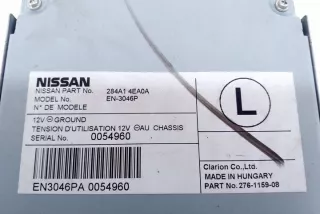 NISSAN
NISSAN PART No. 284A1 4EA0A
MODEL No. EN-3046P
N° DE MODELE
L
12V ⊖ GROUND
TENSION D'UTILISATION 12V ⊖AU CHASSIS
SERIAL No. 0054960
EN3046PA 0054960
Clarion Co.,Ltd.
MADE IN HUNGARY
PART No. 276-1159-08